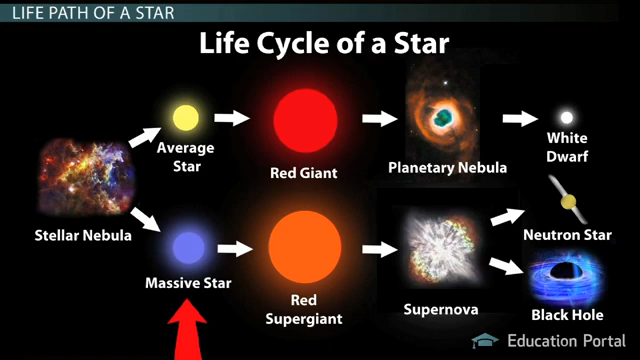 LIFE PATH OF A STAR
Life Cycle of a Star
Average
Star
Red Giant
Planetary Nebula
White
Dwarf
Stellar Nebula
Massive Star
Red
Supergiant
Supernova
Neutron Star
Black Hole
Education Portal